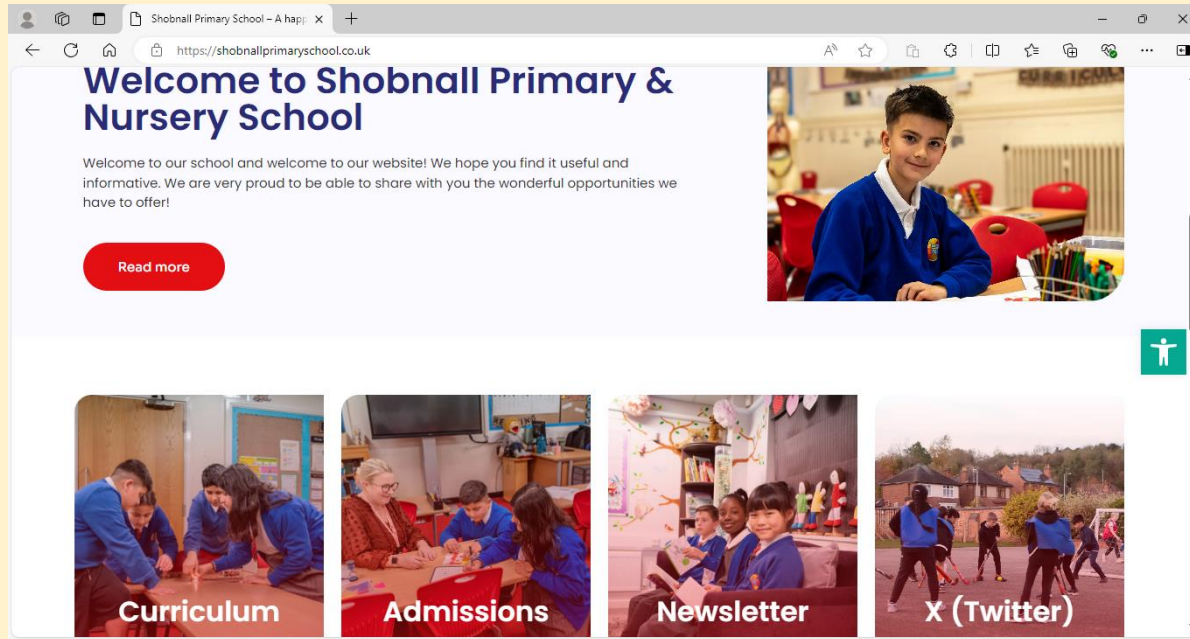 Shobnall Primary School – A happ
https://shobnallprimaryschool.co.uk
Welcome to Shobnall Primary &
Nursery School
Welcome to our school and welcome to our website! We hope you find it useful and
informative. We are very proud to be able to share with you the wonderful opportunities we
have to offer!
Read more
CURRICUL
Curriculum
Admissions
Newsletter
X (Twitter)